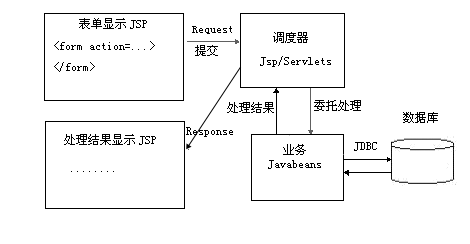 表单显示 JSP
<form action=...>
</form>
Request
提交
调度器
Jsp/Servlets
处理结果
委托处理
Response
处理结果显示 JSP
........
业务
Javabeans
JDBC
数据库